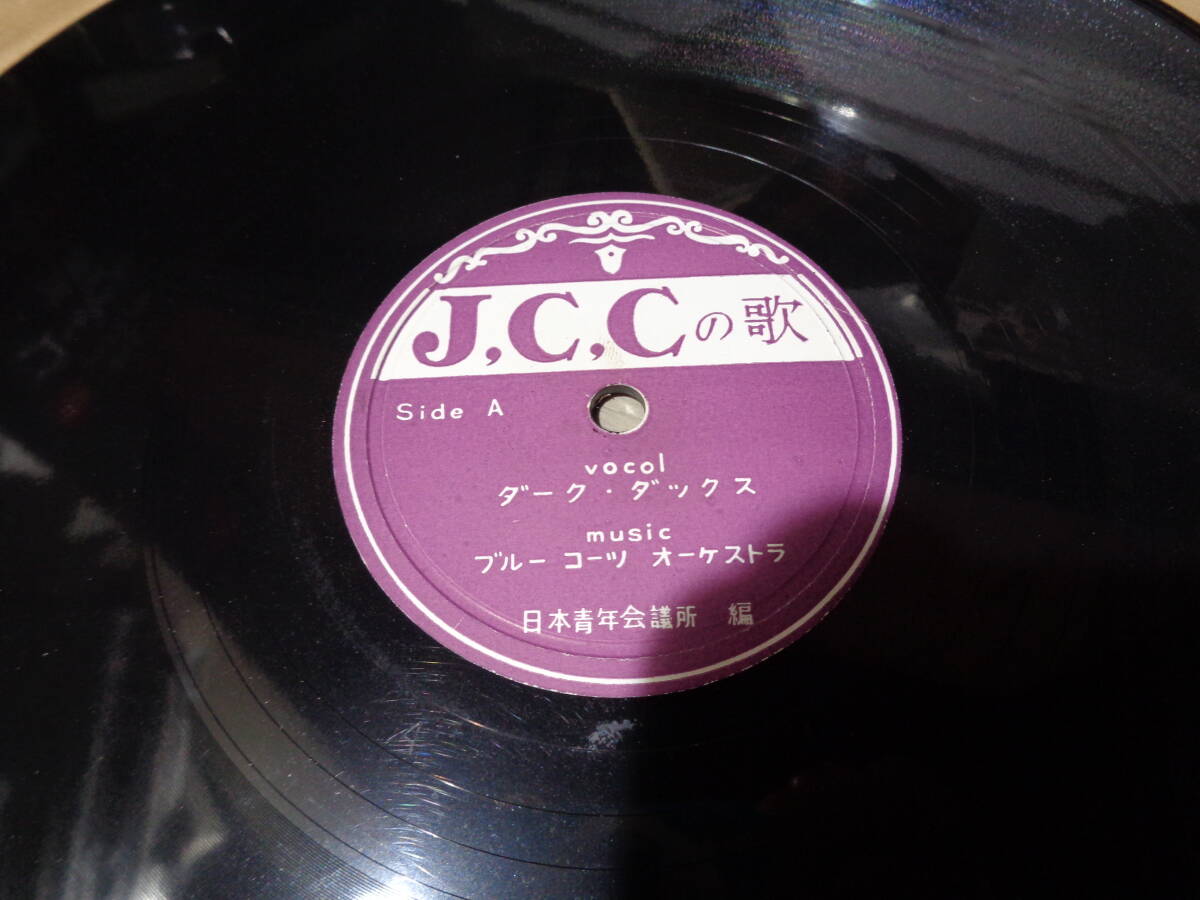 J,C,Cの歌
Side A
vocol
ダーク・ダックス
music
ブルー コーツ オーケストラ
日本青年会議所 編